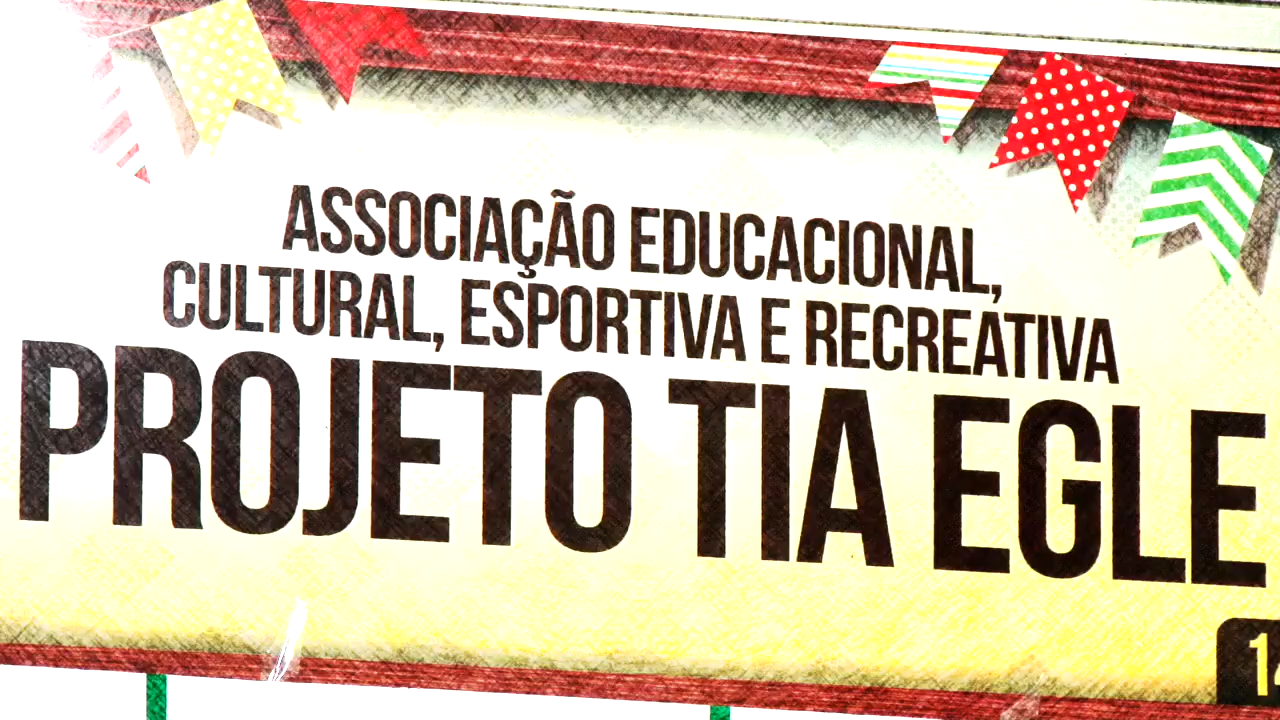 ASSOCIAÇÃO EDUCACIONAL,
CULTURAL, ESPORTIVA E RECREATIVA
PROJETO TIA EGLE